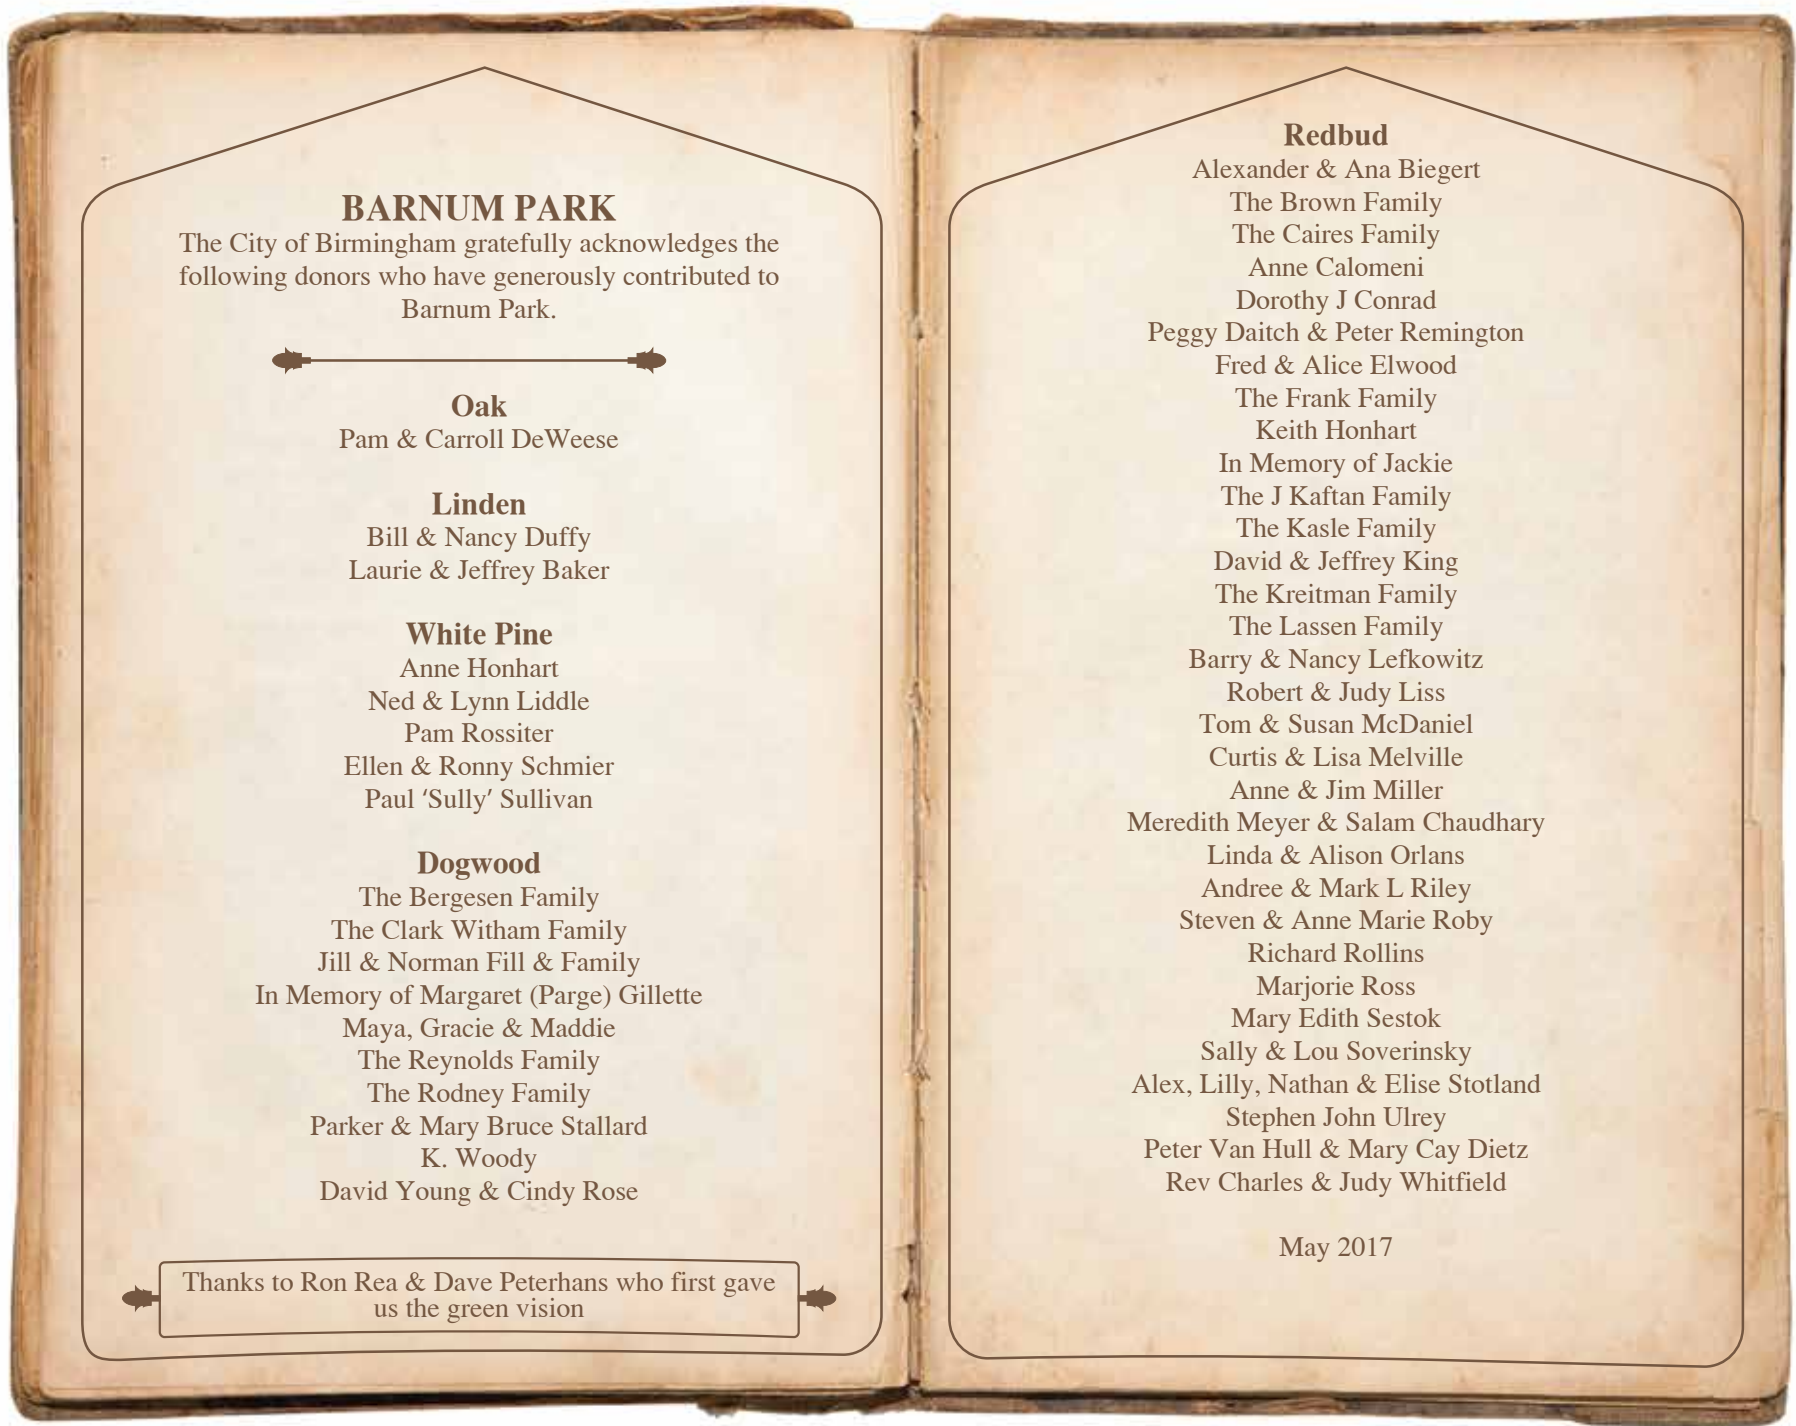 BARNUM PARK
The City of Birmingham gratefully acknowledges the
following donors who have generously contributed to
Barnum Park.
Oak
Pam & Carroll DeWeese
Linden
Bill & Nancy Duffy
Laurie & Jeffrey Baker
White Pine
Anne Honhart
Ned & Lynn Liddle
Pam Rossiter
Ellen & Ronny Schmier
Paul ‘Sully’ Sullivan
Dogwood
The Bergesen Family
The Clark Witham Family
Jill & Norman Fill & Family
In Memory of Margaret (Parge) Gillette
Maya, Gracie & Maddie
The Reynolds Family
The Rodney Family
Parker & Mary Bruce Stallard
K. Woody
David Young & Cindy Rose
Thanks to Ron Rea & Dave Peterhans who first gave
us the green vision
Redbud
Alexander & Ana Biegert
The Brown Family
The Caires Family
Anne Calomeni
Dorothy J Conrad
Peggy Daitch & Peter Remington
Fred & Alice Elwood
The Frank Family
Keith Honhart
In Memory of Jackie
The J Kaftan Family
The Kasle Family
David & Jeffrey King
The Kreitman Family
The Lassen Family
Barry & Nancy Lefkowitz
Robert & Judy Liss
Tom & Susan McDaniel
Curtis & Lisa Melville
Anne & Jim Miller
Meredith Meyer & Salam Chaudhary
Linda & Alison Orlans
Andree & Mark L Riley
Steven & Anne Marie Roby
Richard Rollins
Marjorie Ross
Mary Edith Sestok
Sally & Lou Soverinsky
Alex, Lilly, Nathan & Elise Stotland
Stephen John Ulrey
Peter Van Hull & Mary Cay Dietz
Rev Charles & Judy Whitfield
May 2017